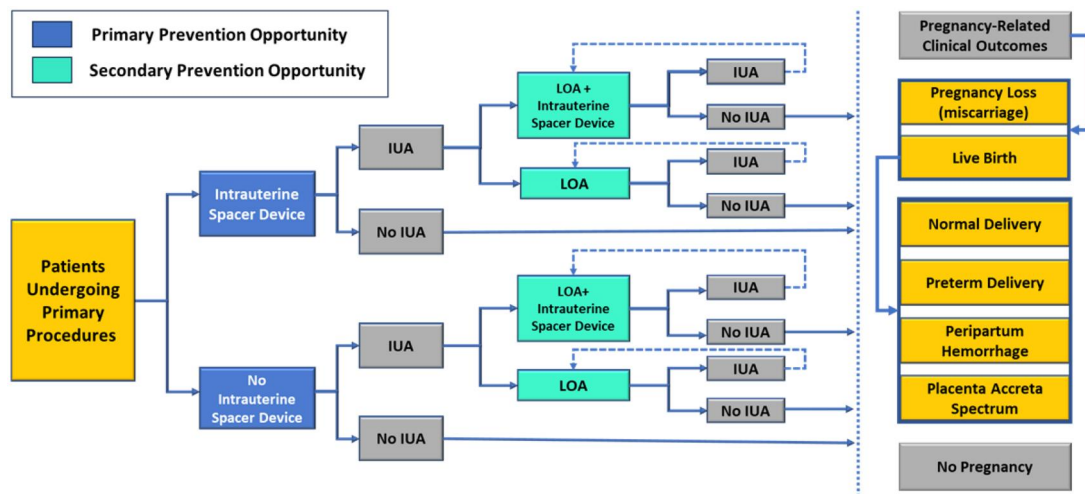 Primary Prevention Opportunity
Secondary Prevention Opportunity
Patients
Undergoing
Primary
Procedures
Intrauterine
Spacer Device
IUA
No IUA
LOA +
Intrauterine
Spacer Device
IUA
No IUA
LOA
IUA
No IUA
No
Intrauterine
Spacer Device
IUA
No IUA
LOA+
Intrauterine
Spacer Device
IUA
No IUA
LOA
IUA
No IUA
Pregnancy-Related
Clinical Outcomes
Pregnancy Loss
(miscarriage)
Live Birth
Normal Delivery
Preterm Delivery
Peripartum
Hemorrhage
Placenta Accreta
Spectrum
No Pregnancy